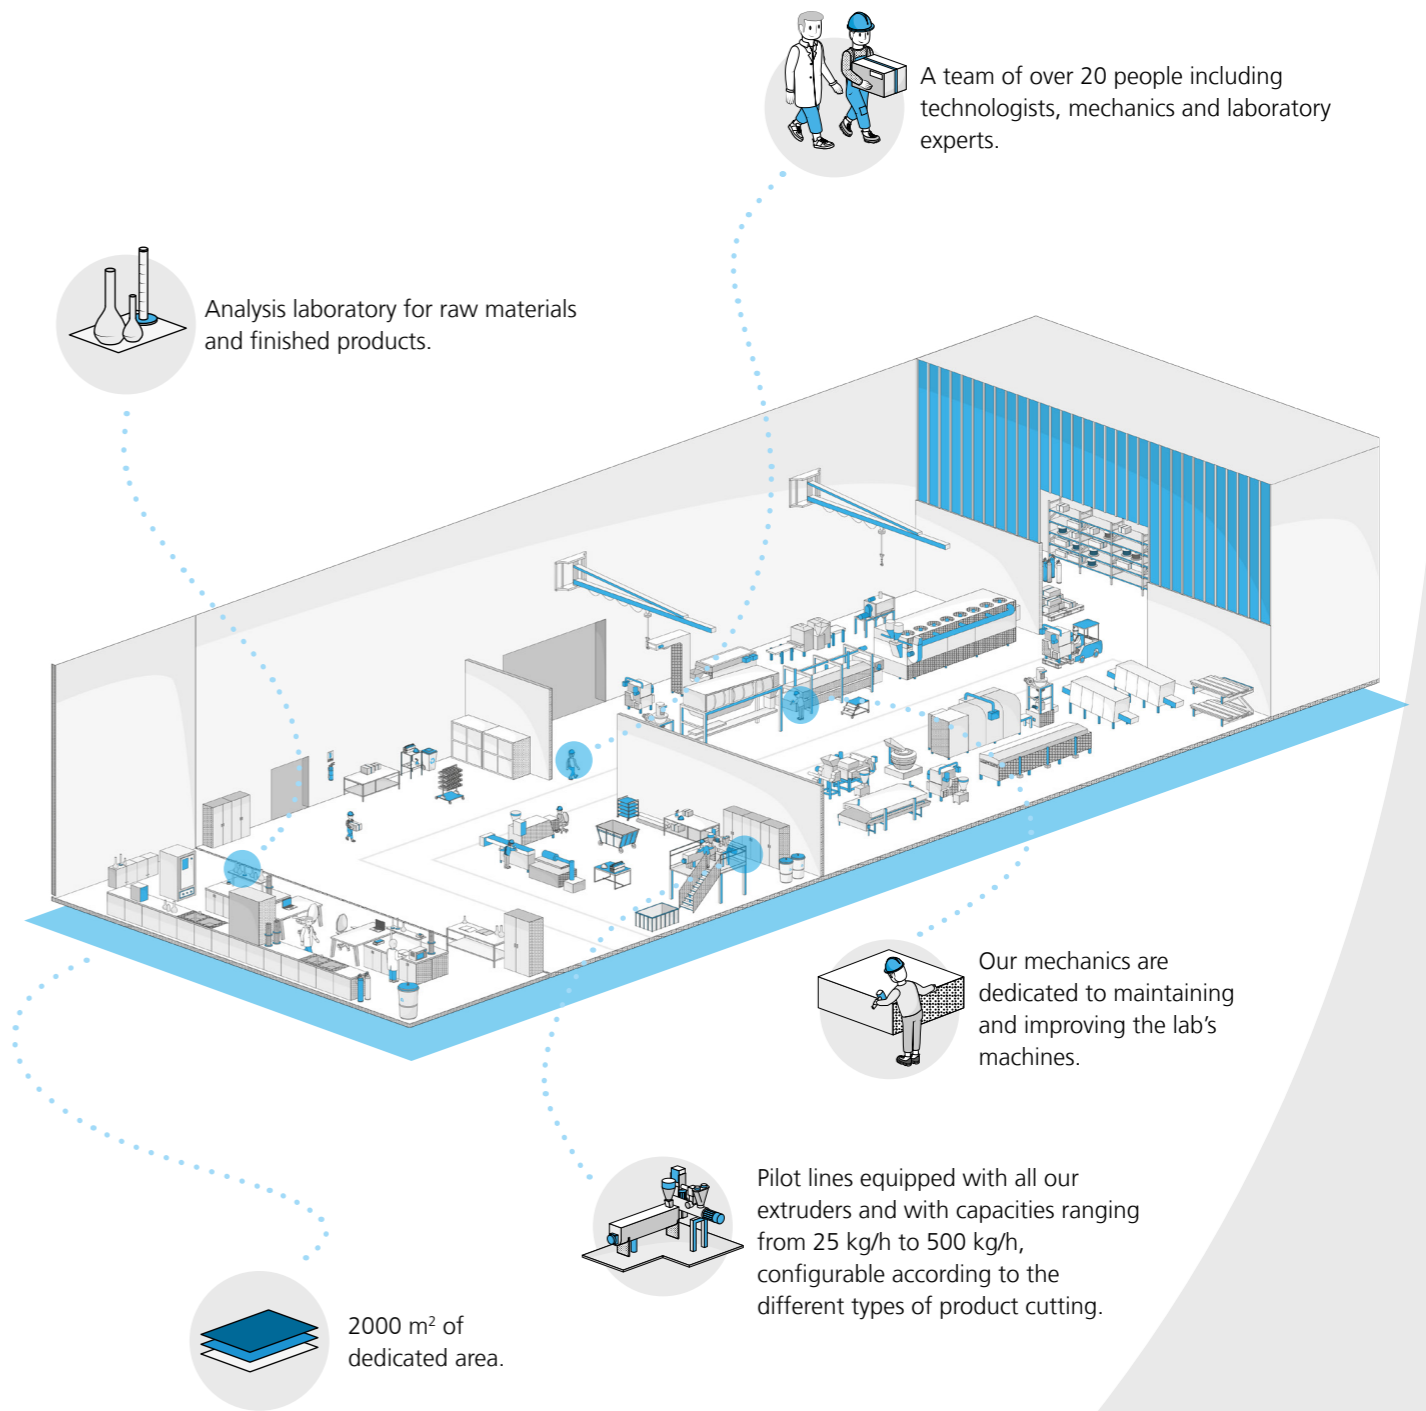 A team of over 20 people including
technologists, mechanics and laboratory
experts.
Analysis laboratory for raw materials
and finished products.
Our mechanics are
dedicated to maintaining
and improving the lab’s
machines.
Pilot lines equipped with all our
extruders and with capacities ranging
from 25 kg/h to 500 kg/h,
configurable according to the
different types of product cutting.
2000 m² of
dedicated area.